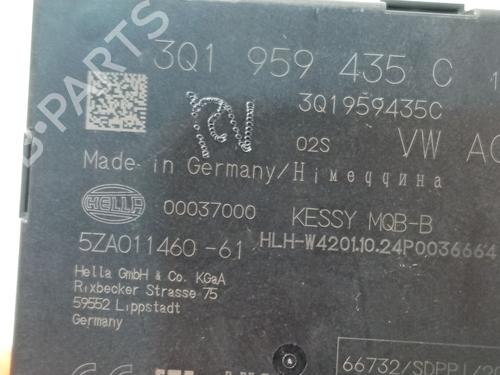 3Q1 959 435 C
3Q1959435C
02S VW AG
Made in Germany/Німеччина
HELLA 00037000 KESSY MQB-B
5ZA011460-61 HLH-W4201.10.24P0036664
Hella GmbH & Co. KGaA
Rixbecker Strasse 75
59552 Lippstadt
Germany
B-PARTS